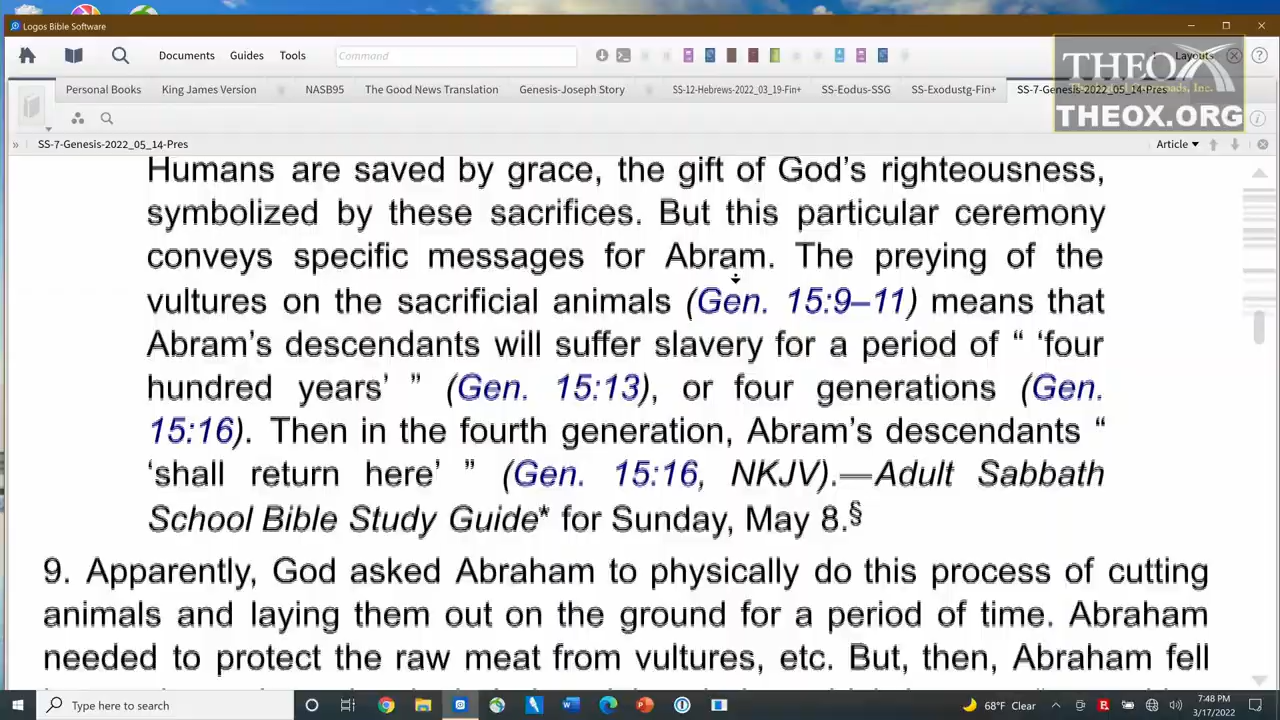 Logos Bible Software
Documents Guides Tools Command Layouts
THEOX
THEOX.ORG
Personal Books King James Version NASB95 The Good News Translation Genesis-Joseph Story SS-12-Hebrews-2022_03_19-Fin+ SS-Eodus-SSG SS-Exodustg-Fin+ SS-7-Genesis-2022_05_14-Pres
» SS-7-Genesis-2022_05_14-Pres Article
Humans are saved by grace, the gift of God’s righteousness,
symbolized by these sacrifices. But this particular ceremony
conveys specific messages for Abram. The preying of the
vultures on the sacrificial animals (Gen. 15:9–11) means that
Abram’s descendants will suffer slavery for a period of “ ‘four
hundred years’ ” (Gen. 15:13), or four generations (Gen.
15:16). Then in the fourth generation, Abram’s descendants “
‘shall return here’ ” (Gen. 15:16, NKJV).—Adult Sabbath
School Bible Study Guide* for Sunday, May 8.§
9. Apparently, God asked Abraham to physically do this process of cutting
animals and laying them out on the ground for a period of time. Abraham
needed to protect the raw meat from vultures, etc. But, then, Abraham fell
Type here to search 68°F Clear 7:48 PM
3/17/2022